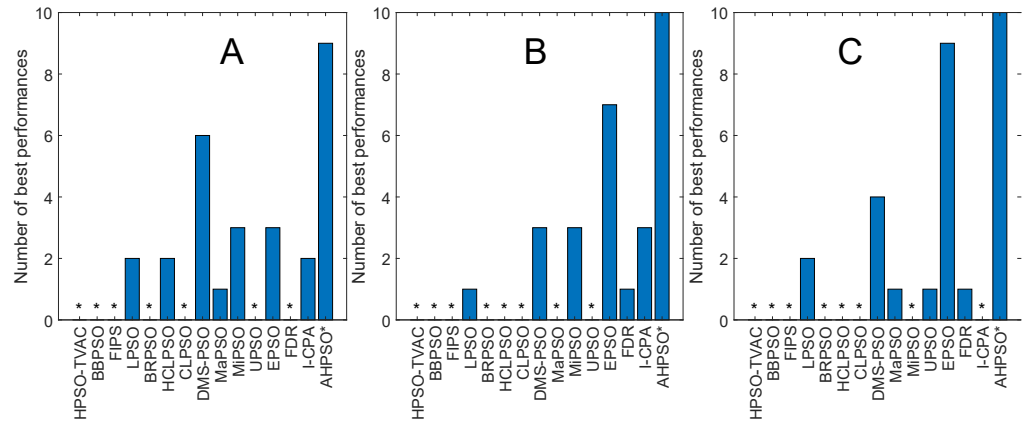 A
Number of best performances
10
8
6
4
2
0
* * * * * * *
HPSO-TVAC
BBPSO
FIPS
LPSO
BRPSO
HCLPSO
CLPSO
DMS-PSO
MaPSO
MiPSO
UPSO
EPSO
FDR
I-CPA
AHPSO*
B
Number of best performances
10
8
6
4
2
0
* * * * * * * *
HPSO-TVAC
BBPSO
FIPS
LPSO
BRPSO
HCLPSO
CLPSO
DMS-PSO
MaPSO
MiPSO
UPSO
EPSO
FDR
I-CPA
AHPSO*
C
Number of best performances
10
8
6
4
2
0
* * * * * * * *
HPSO-TVAC
BBPSO
FIPS
LPSO
BRPSO
HCLPSO
CLPSO
DMS-PSO
MaPSO
MiPSO
UPSO
EPSO
FDR
I-CPA
AHPSO*